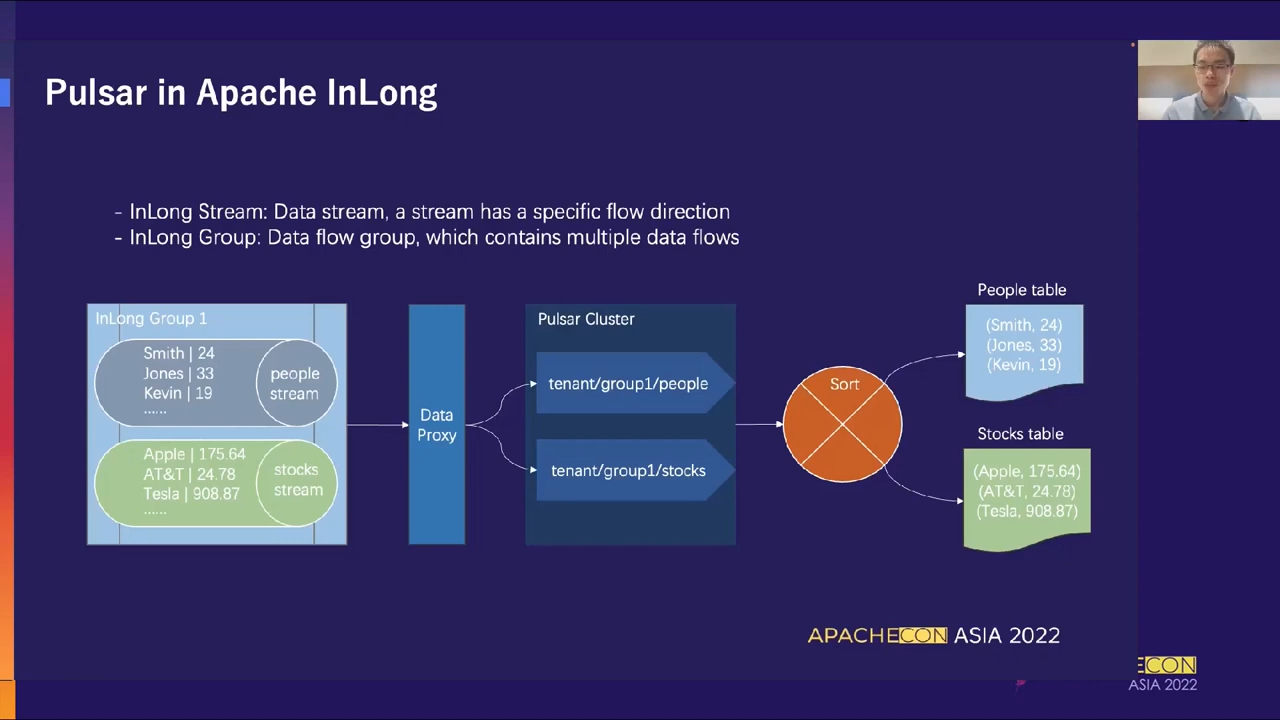 Pulsar in Apache InLong
- InLong Stream: Data stream, a stream has a specific flow direction
- InLong Group: Data flow group, which contains multiple data flows
InLong Group 1
Smith | 24
Jones | 33
Kevin | 19
......
people
stream
Apple | 175.64
AT&T | 24.78
Tesla | 908.87
......
stocks
stream
Data
Proxy
Pulsar Cluster
tenant/group1/people
tenant/group1/stocks
Sort
People table
(Smith, 24)
(Jones, 33)
(Kevin, 19)
Stocks table
(Apple, 175.64)
(AT&T, 24.78)
(Tesla, 908.87)
APACHECON ASIA 2022
ECON
ASIA 2022